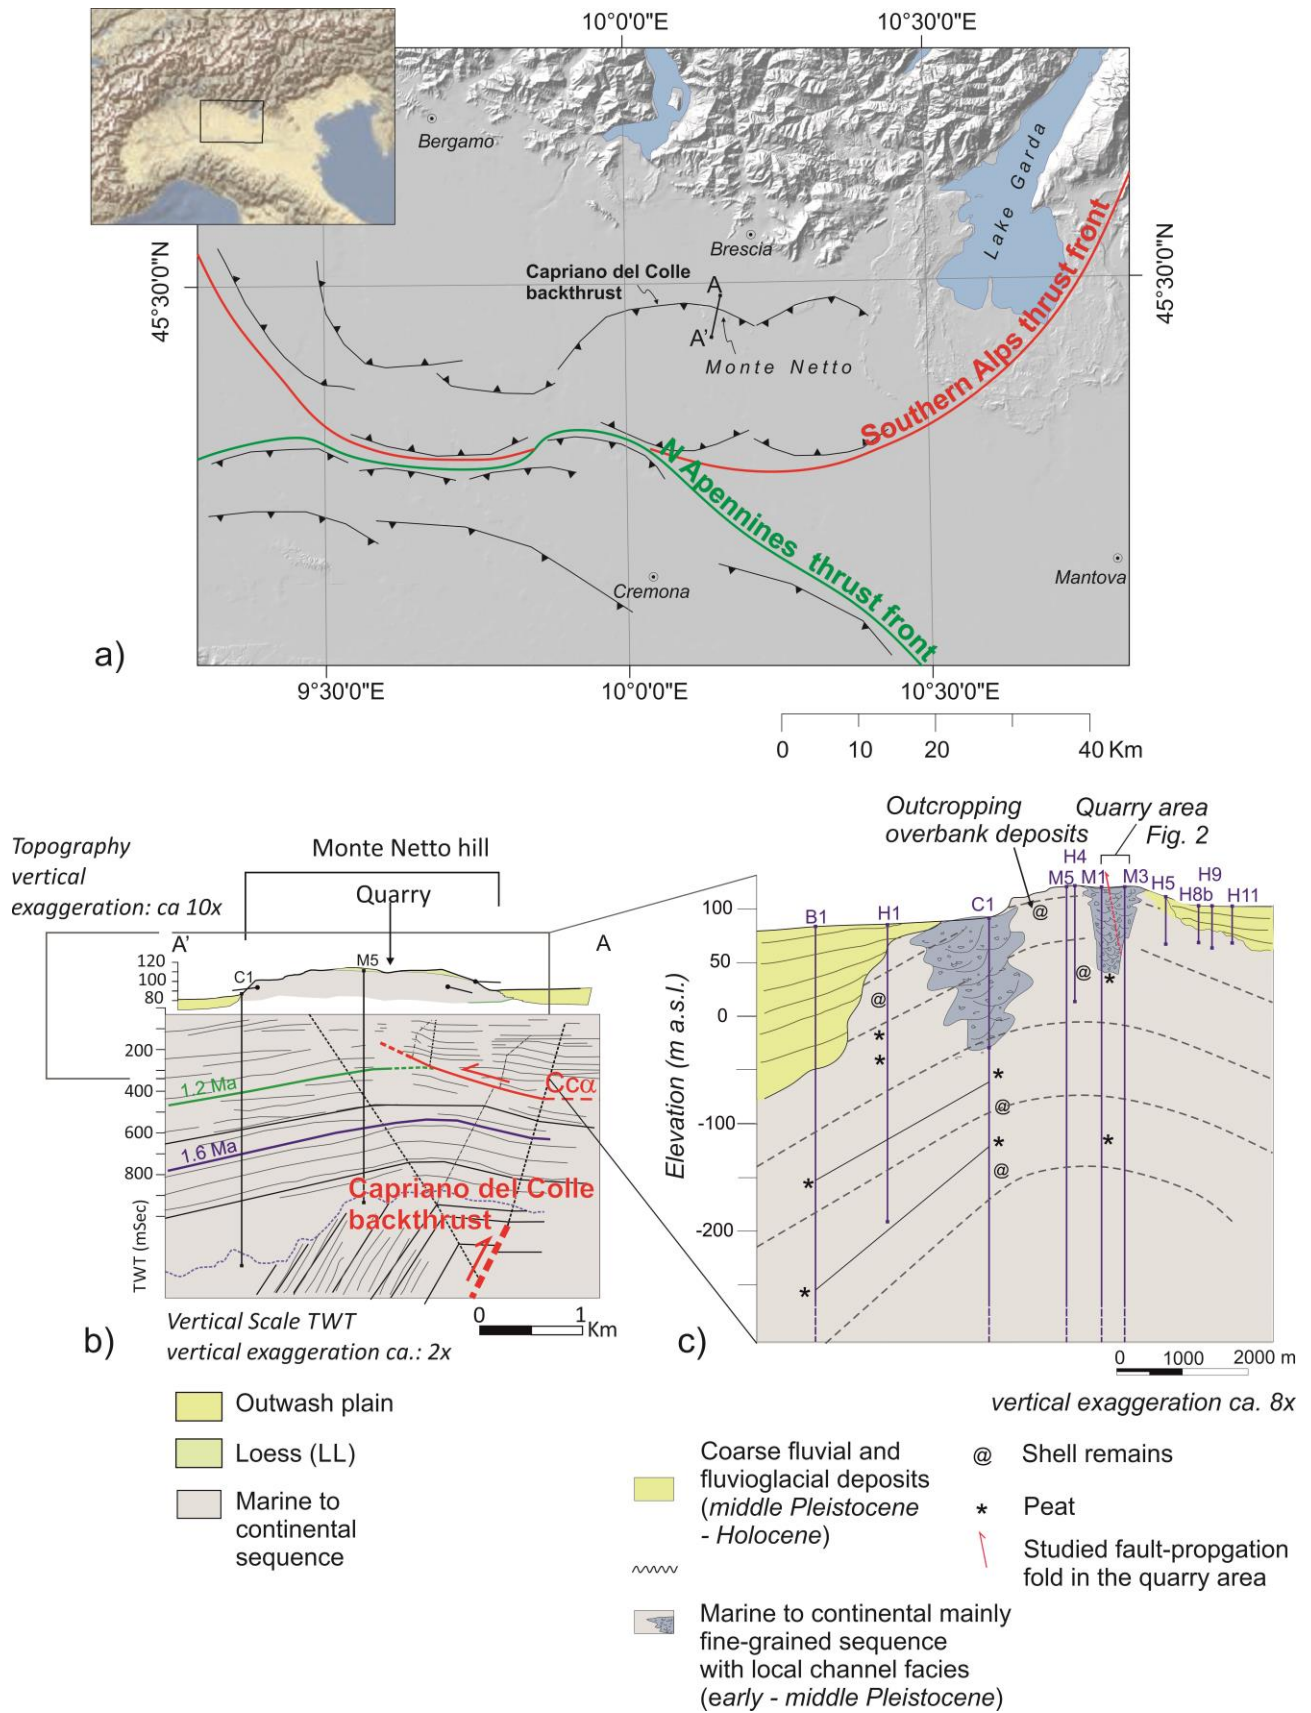 10°0'0"E
10°30'0"E
Bergamo
Lake Garda
Brescia
45°30'0"N
45°30'0"N
Capriano del Colle
backthrust
A
A'
Monte Netto
Southern Alps thrust front
N Apennines thrust front
Cremona
Mantova
a)
9°30'0"E
10°0'0"E
10°30'0"E
0 10 20 40 Km
Topography
vertical
exaggeration: ca 10x
Monte Netto hill
Quarry
A'
A
C1
M5
120
100
80
200
400
600
800
TWT (mSec)
1.2 Ma
1.6 Ma
Ccα
Capriano del Colle
backthrust
Vertical Scale TWT
vertical exaggeration ca.: 2x
0 1
Km
b)
Outwash plain
Loess (LL)
Marine to
continental
sequence
Outcropping
overbank deposits
Quarry area
Fig. 2
B1
H1
C1
H4
M5
M1
M3
H5
H9
H8b
H11
Elevation (m a.s.l.)
100
50
0
-100
-200
@
@
@
@
@
*
*
*
*
*
*
*
*
c)
0 1000 2000 m
vertical exaggeration ca. 8x
Coarse fluvial and
fluvioglacial deposits
(middle Pleistocene
- Holocene)
Marine to continental mainly
fine-grained sequence
with local channel facies
(early - middle Pleistocene)
@ Shell remains
* Peat
Studied fault-propgation
fold in the quarry area